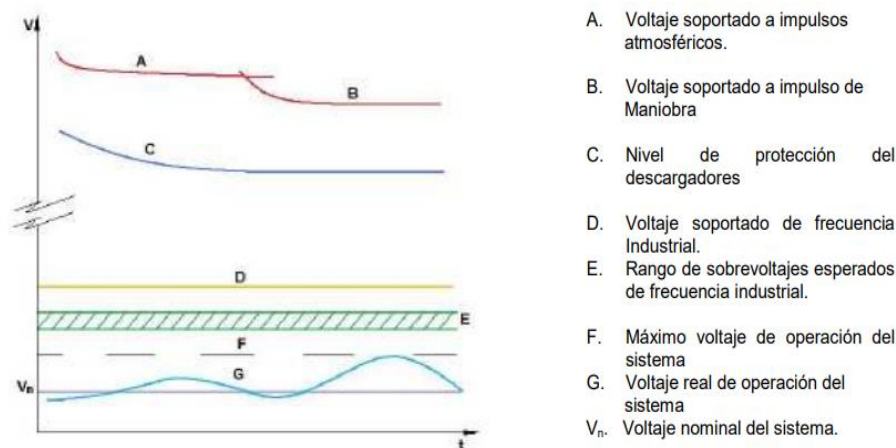 V
A
B
C
D
E
F
G
Vn
t
A. Voltaje soportado a impulsos
atmosféricos.
B. Voltaje soportado a impulso de
Maniobra
C. Nivel de protección del
descargadores
D. Voltaje soportado de frecuencia
Industrial.
E. Rango de sobrevoltajes esperados
de frecuencia industrial.
F. Máximo voltaje de operación del
sistema
G. Voltaje real de operación del
sistema
Vn. Voltaje nominal del sistema.